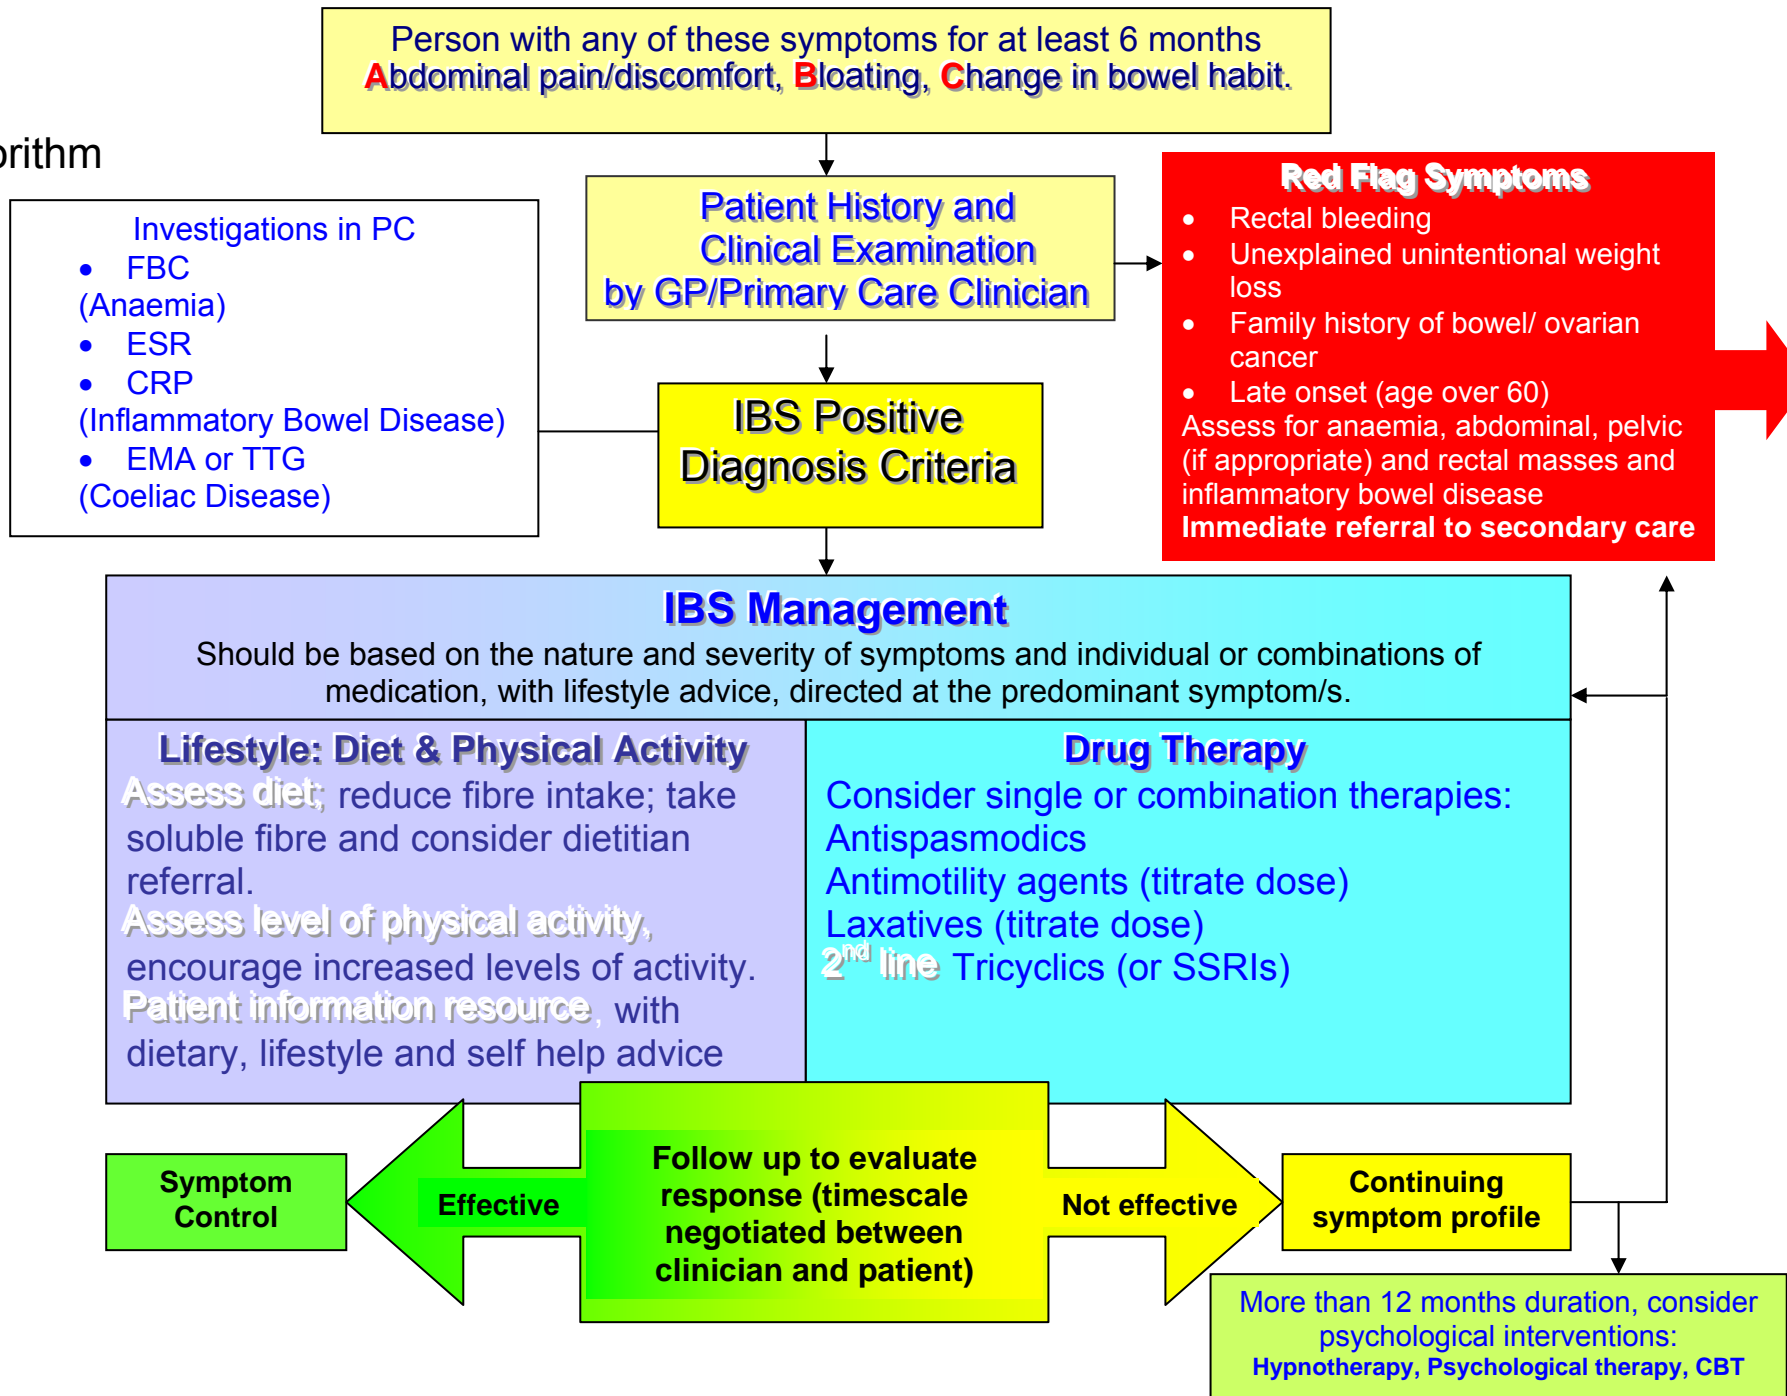 Person with any of these symptoms for at least 6 months
Abdominal pain/discomfort, Bloating, Change in bowel habit.
orithm
Investigations in PC
• FBC
(Anaemia)
• ESR
• CRP
(Inflammatory Bowel Disease)
• EMA or TTG
(Coeliac Disease)
Patient History and
Clinical Examination
by GP/Primary Care Clinician
Red Flag Symptoms
• Rectal bleeding
• Unexplained unintentional weight
loss
• Family history of bowel/ ovarian
cancer
• Late onset (age over 60)
Assess for anaemia, abdominal, pelvic
(if appropriate) and rectal masses and
inflammatory bowel disease
Immediate referral to secondary care
IBS Positive
Diagnosis Criteria
IBS Management
Should be based on the nature and severity of symptoms and individual or combinations of
medication, with lifestyle advice, directed at the predominant symptom/s.
Lifestyle: Diet & Physical Activity
Assess diet; reduce fibre intake; take
soluble fibre and consider dietitian
referral.
Assess level of physical activity,
encourage increased levels of activity.
Patient information resource, with
dietary, lifestyle and self help advice
Drug Therapy
Consider single or combination therapies:
Antispasmodics
Antimotility agents (titrate dose)
Laxatives (titrate dose)
2nd line Tricyclics (or SSRIs)
Symptom
Control
Effective
Follow up to evaluate
response (timescale
negotiated between
clinician and patient)
Not effective
Continuing
symptom profile
More than 12 months duration, consider
psychological interventions:
Hypnotherapy, Psychological therapy, CBT